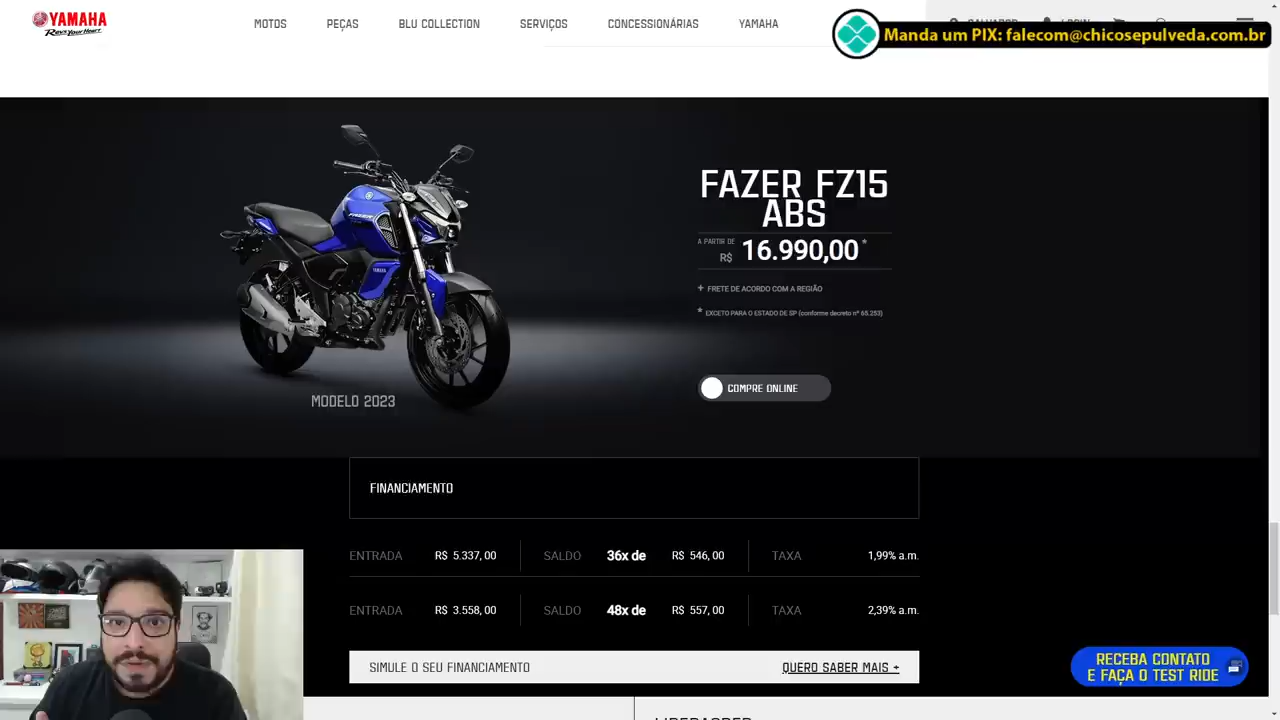 YAMAHA
Revs Your Heart
MOTOS
PEÇAS
BLU COLLECTION
SERVIÇOS
CONCESSIONÁRIAS
YAMAHA
SALVADOR
LOGIN
Manda um PIX: falecom@chicosepulveda.com.br
FAZER FZ15
ABS
A PARTIR DE
R$ 16.990,00*
+ FRETE DE ACORDO COM A REGIÃO
* EXCETO PARA O ESTADO DE SP (conforme decreto nº 65.253)
COMPRE ONLINE
FAZER
YAMAHA
MODELO 2023
FINANCIAMENTO
ENTRADA R$ 5.337,00 SALDO 36x de R$ 546,00 TAXA 1,99% a.m.
ENTRADA R$ 3.558,00 SALDO 48x de R$ 557,00 TAXA 2,39% a.m.
SIMULE O SEU FINANCIAMENTO QUERO SABER MAIS +
RECEBA CONTATO
E FAÇA O TEST RIDE